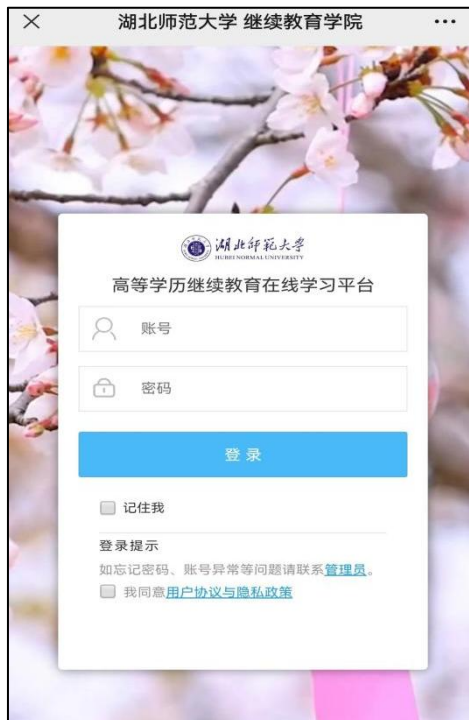 湖北师范大学 继续教育学院
湖北师范大学
HUBEI NORMAL UNIVERSITY
高等学历继续教育在线学习平台
账号
密码
登 录
记住我
登录提示
如忘记密码、账号异常等问题请联系管理员。
我同意用户协议与隐私政策